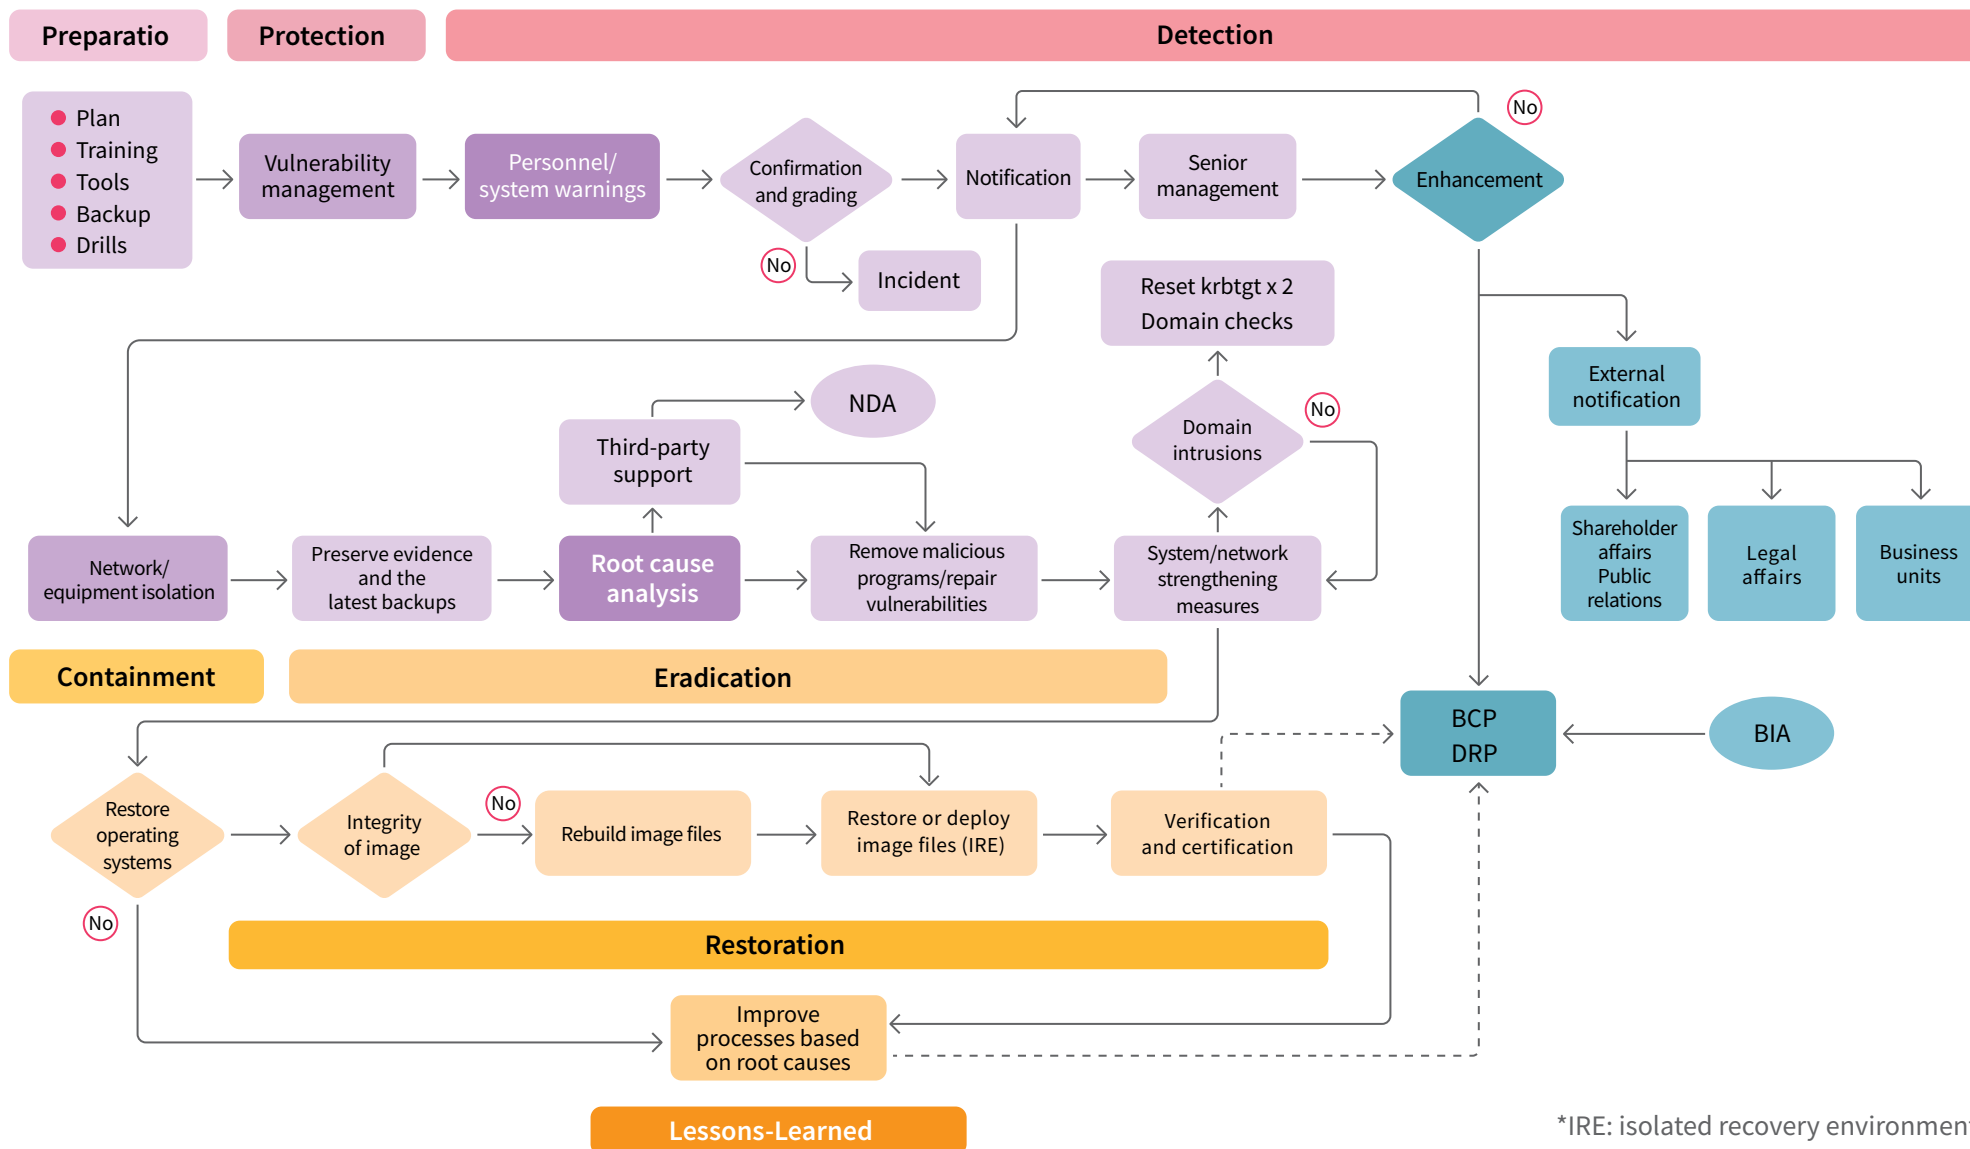 Preparatio
Protection
Detection
Plan
Training
Tools
Backup
Drills
Vulnerability
management
Personnel/
system warnings
Confirmation
and grading
No
Incident
Notification
Senior
management
Enhancement
No
Reset krbtgt x 2
Domain checks
Domain
intrusions
No
External
notification
Shareholder
affairs
Public
relations
Legal
affairs
Business
units
NDA
Third-party
support
Network/
equipment isolation
Preserve evidence
and the
latest backups
Root cause
analysis
Remove malicious
programs/repair
vulnerabilities
System/network
strengthening
measures
Containment
Eradication
BCP
DRP
BIA
Restore
operating
systems
No
Integrity
of image
No
Rebuild image files
Restore or deploy
image files (IRE)
Verification
and certification
Restoration
Improve
processes based
on root causes
Lessons-Learned
*IRE: isolated recovery environment